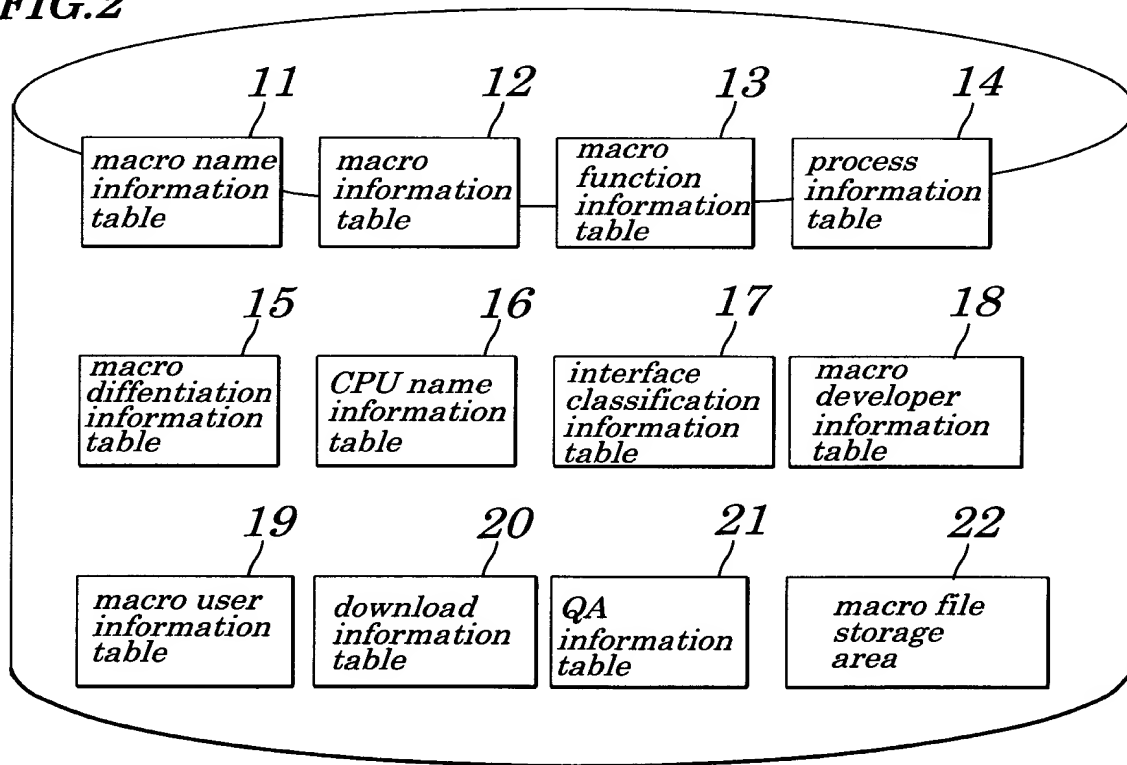 FIG.2
11
12
13
14
macro name
information
table
macro
information
table
macro
function
information
table
process
information
table
15
16
17
18
macro
diffentiation
information
table
CPU name
information
table
interface
classification
information
table
macro
developer
information
table
19
20
21
22
macro user
information
table
download
information
table
QA
information
table
macro file
storage
area